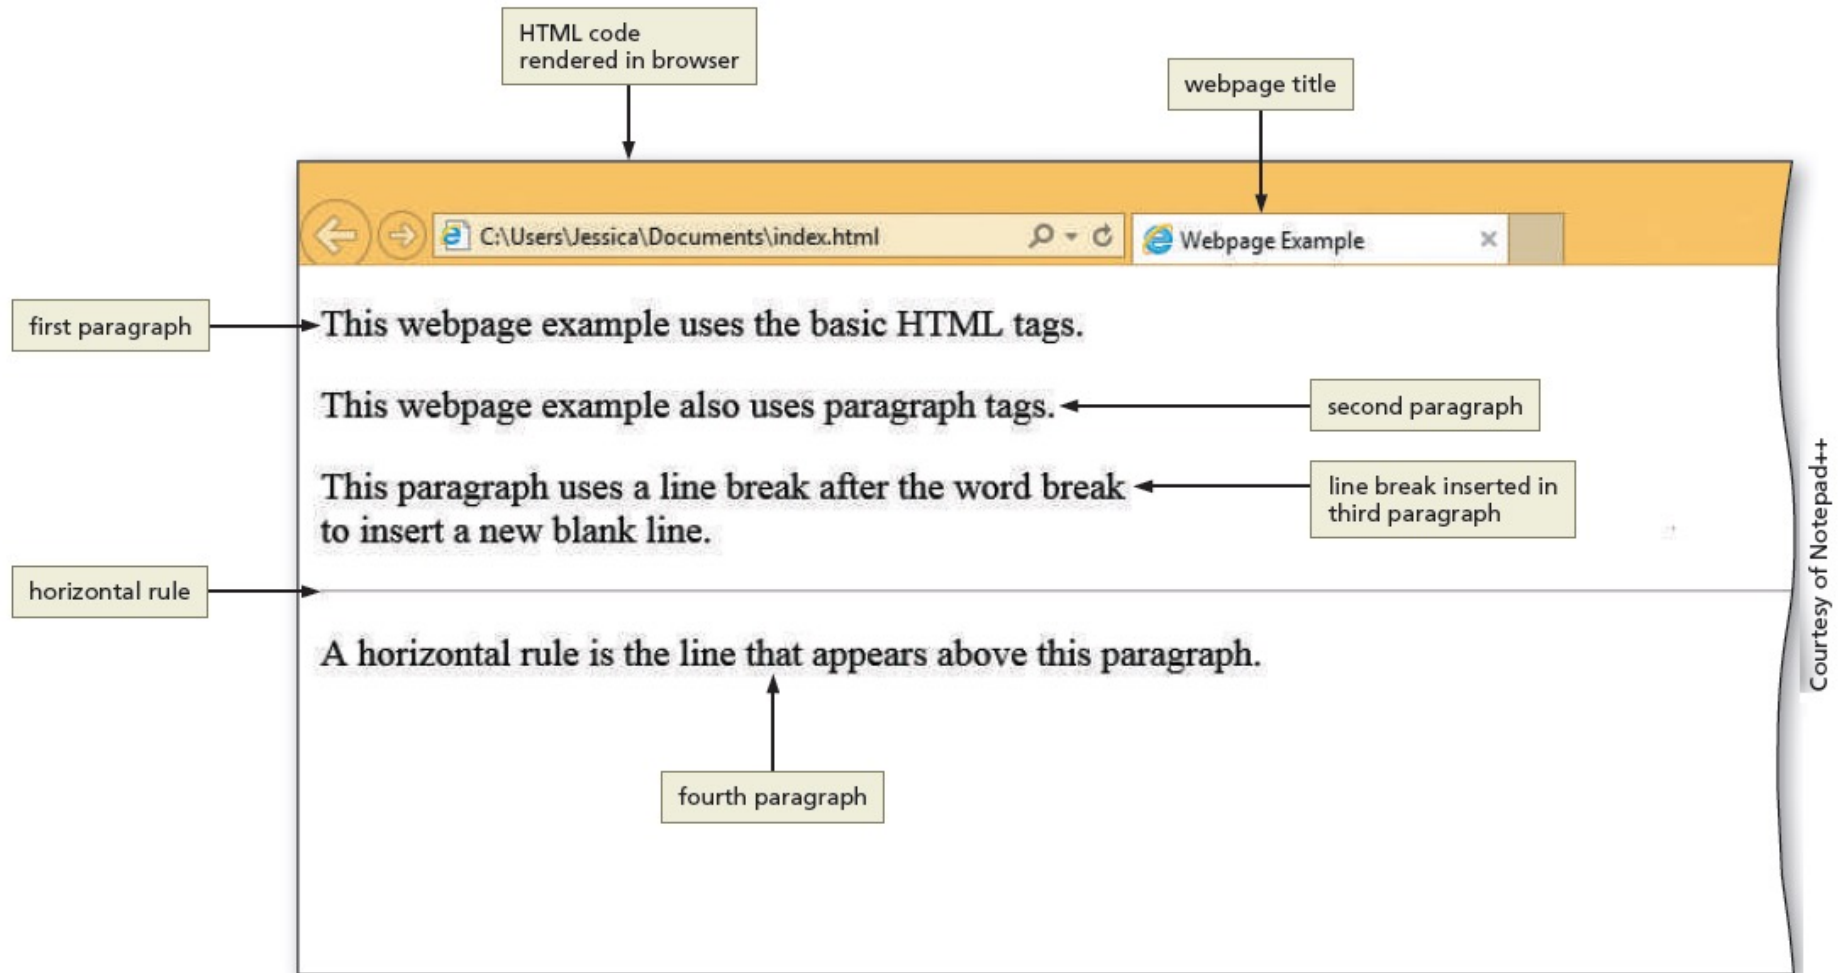 HTML code
rendered in browser
webpage title
C:\Users\Jessica\Documents\index.html
Webpage Example
first paragraph
This webpage example uses the basic HTML tags.
This webpage example also uses paragraph tags.
second paragraph
This paragraph uses a line break after the word break
to insert a new blank line.
line break inserted in
third paragraph
horizontal rule
A horizontal rule is the line that appears above this paragraph.
fourth paragraph
Courtesy of Notepad++